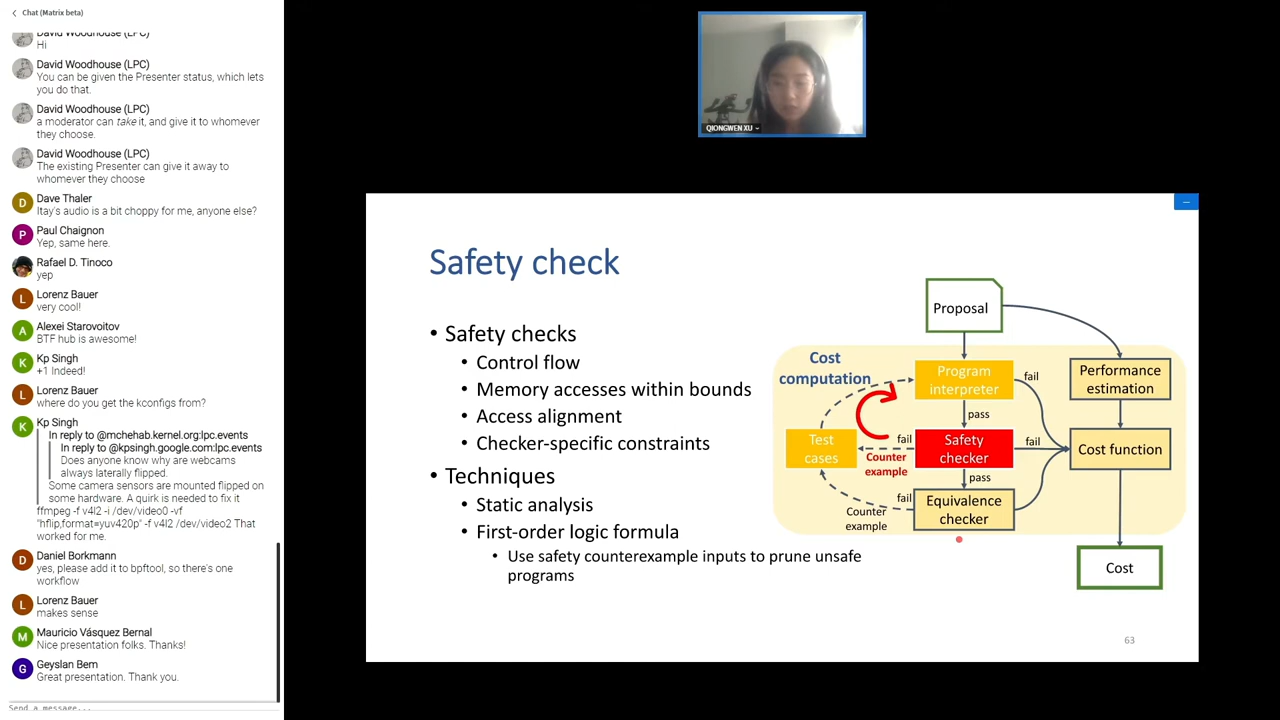 Chat (Matrix beta)
David Woodhouse (LPC)
Hi
David Woodhouse (LPC)
You can be given the Presenter status, which lets
you do that.
David Woodhouse (LPC)
a moderator can take it, and give it to whomever
they choose.
David Woodhouse (LPC)
The existing Presenter can give it away to
whomever they choose
D
Dave Thaler
Itay's audio is a bit choppy for me, anyone else?
P
Paul Chaignon
Yep, same here.
Rafael D. Tinoco
yep
L
Lorenz Bauer
very cool!
A
Alexei Starovoitov
BTF hub is awesome!
K
Kp Singh
+1 Indeed!
L
Lorenz Bauer
where do you get the kconfigs from?
K
Kp Singh
In reply to @mchehab.kernel.org:lpc.events
In reply to @kpsingh.google.com:lpc.events
Does anyone know why are webcams
always laterally flipped.
Some camera sensors are mounted flipped on
some hardware. A quirk is needed to fix it
ffmpeg -f v4l2 -i /dev/video0 -vf
"hflip,format=yuv420p" -f v4l2 /dev/video2 That
worked for me.
D
Daniel Borkmann
yes, please add it to bpftool, so there's one
workflow
L
Lorenz Bauer
makes sense
M
Mauricio Vásquez Bernal
Nice presentation folks. Thanks!
G
Geyslan Bem
Great presentation. Thank you.
Send a message...
QIONGWEN XU
Safety check
• Safety checks
• Control flow
• Memory accesses within bounds
• Access alignment
• Checker-specific constraints
• Techniques
• Static analysis
• First-order logic formula
• Use safety counterexample inputs to prune unsafe
programs
Proposal
Cost
computation
Program
interpreter
fail
Performance
estimation
pass
Test
cases
fail
Counter
example
Safety
checker
fail
Cost function
pass
fail
Counter
example
Equivalence
checker
Cost
63